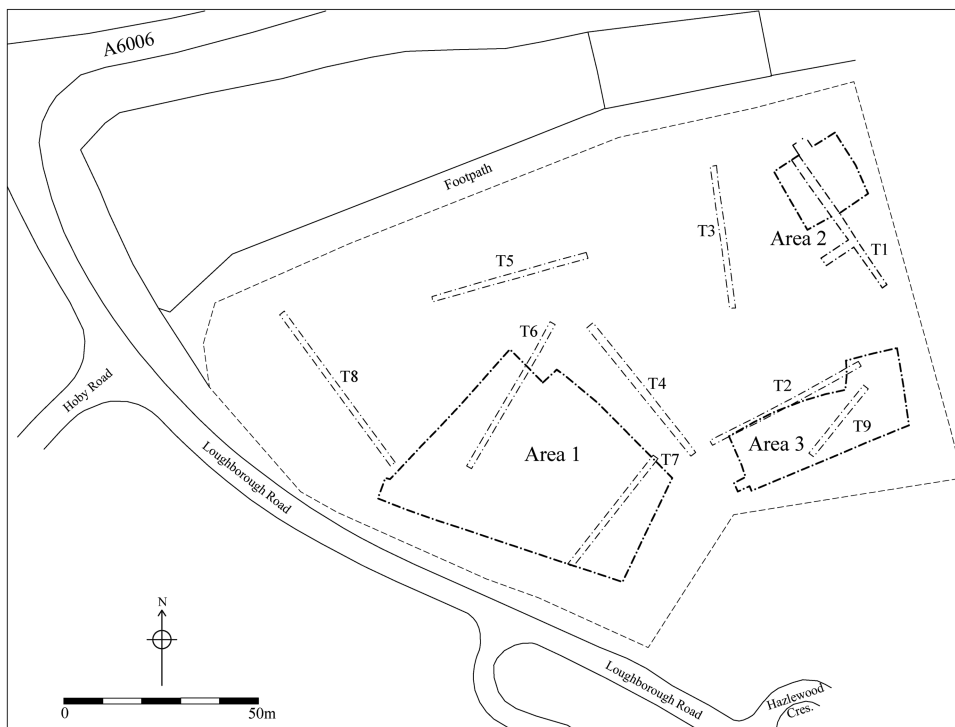 A6006
Footpath
Area 2
T1
T3
T5
T6
T8
T4
T2
Hoby Road
Area 1
Area 3
T9
T7
Loughborough Road
N
Loughborough Road
Hazlewood
Cres.
0
50m